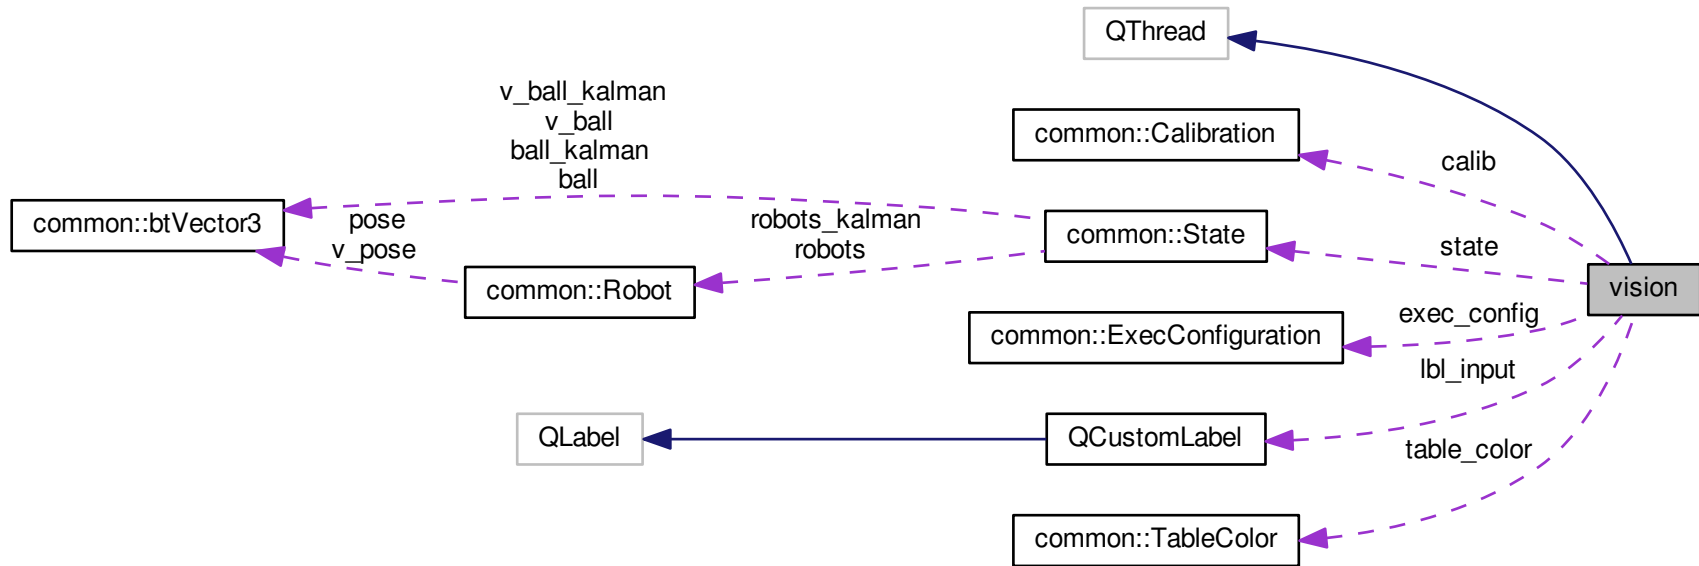 QThread
v_ball_kalman
v_ball
ball_kalman
ball
common::Calibration
calib
common::btVector3
pose
v_pose
robots_kalman
robots
common::State
state
common::Robot
vision
exec_config
common::ExecConfiguration
lbl_input
QLabel
QCustomLabel
table_color
common::TableColor